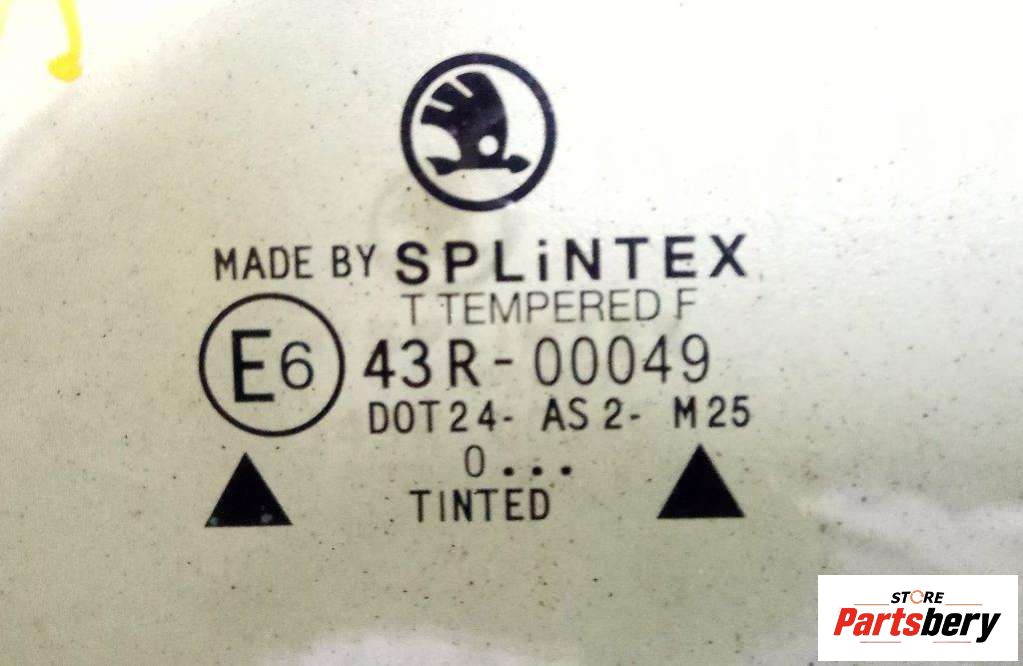 MADE BY SPLiNTEX
T TEMPERED F
E6 43R-00049
DOT24- AS2- M25
0...
TINTED
STORE
Partsbery